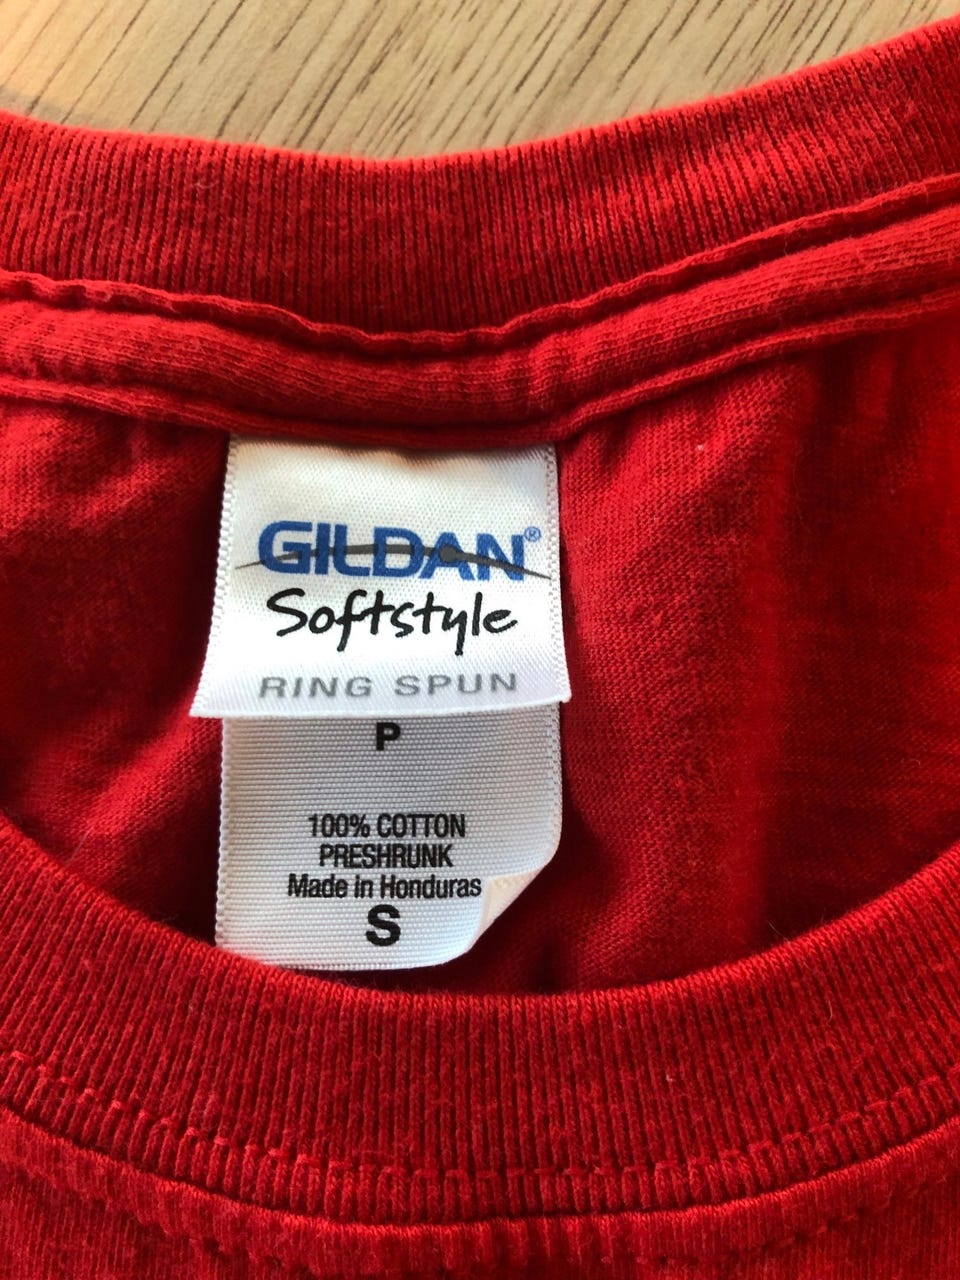 GILDAN®
Softstyle
RING SPUN
P
100% COTTON
PRESHRUNK
Made in Honduras
S